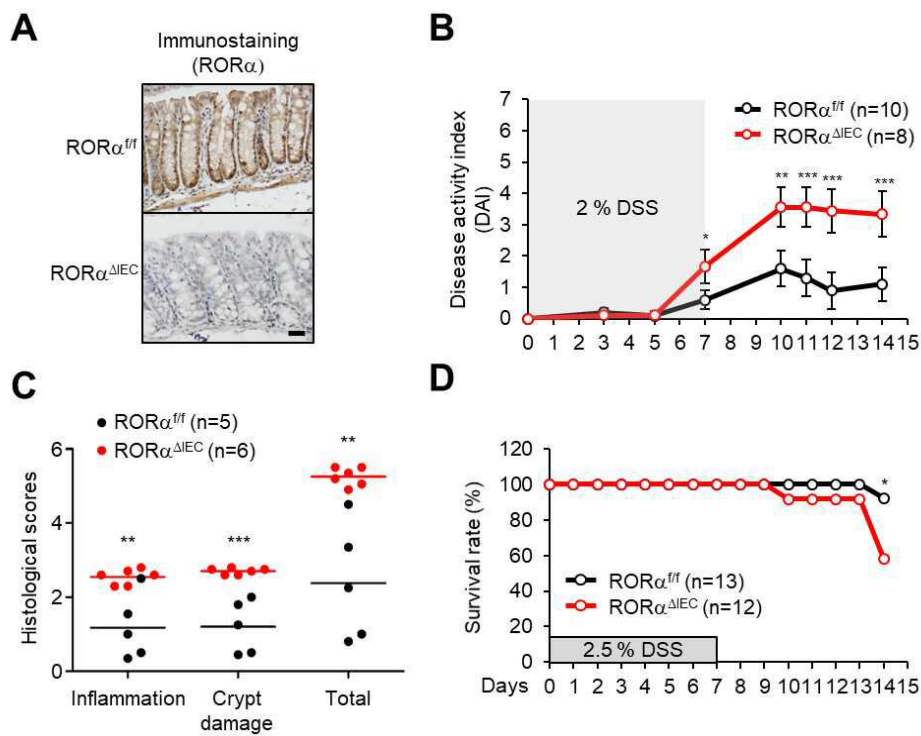 A
Immunostaining
(RORα)
RORα^f/f
RORα^ΔIEC
B
Disease activity index
(DAI)
7
6
5
4
3
2
1
0
2 % DSS
RORα^f/f (n=10)
RORα^ΔIEC (n=8)
* ** *** *** ***
0 1 2 3 4 5 6 7 8 9 10 11 12 13 14 15
C
RORα^f/f (n=5)
RORα^ΔIEC (n=6)
Histological scores
6
4
2
0
** *** **
Inflammation Crypt damage Total
D
Survival rate (%)
120
100
80
60
40
20
0
*
RORα^f/f (n=13)
RORα^ΔIEC (n=12)
2.5 % DSS
Days 0 1 2 3 4 5 6 7 8 9 10 11 12 13 14 15